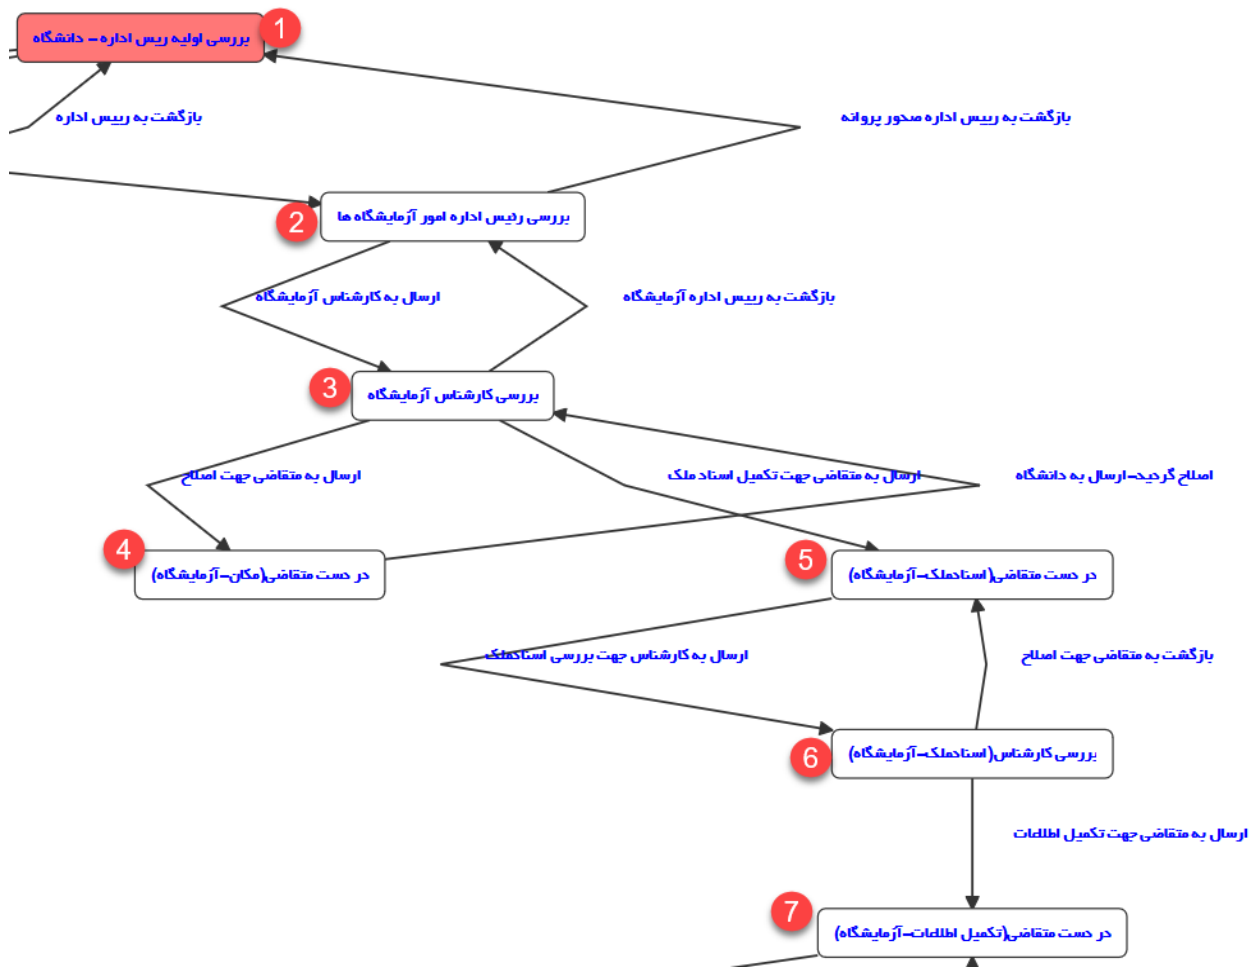 بررسی اولیه ریس اداره – دانشگاه
1
بازگشت به رییس اداره
بازگشت به رییس اداره صدور پروانه
بررسی رئیس اداره امور آزمایشگاه ها
2
ارسال به کارشناس آزمایشگاه
بازگشت به رییس اداره آزمایشگاه
3
بررسی کارشناس آزمایشگاه
ارسال به متقاضی جهت اصلاح
ارسال به متقاضی جهت تکمیل اسناد ملک
اصلاح گردید–ارسال به دانشگاه
4
در دست متقاضی(مکان–آزمایشگاه)
5
در دست متقاضی(اسنادملک–آزمایشگاه)
ارسال به کارشناس جهت بررسی اسنادملک
بازگشت به متقاضی جهت اصلاح
6
بررسی کارشناس(اسنادملک–آزمایشگاه)
ارسال به متقاضی جهت تکمیل اطلاعات
7
در دست متقاضی(تکمیل اطلاعات–آزمایشگاه)